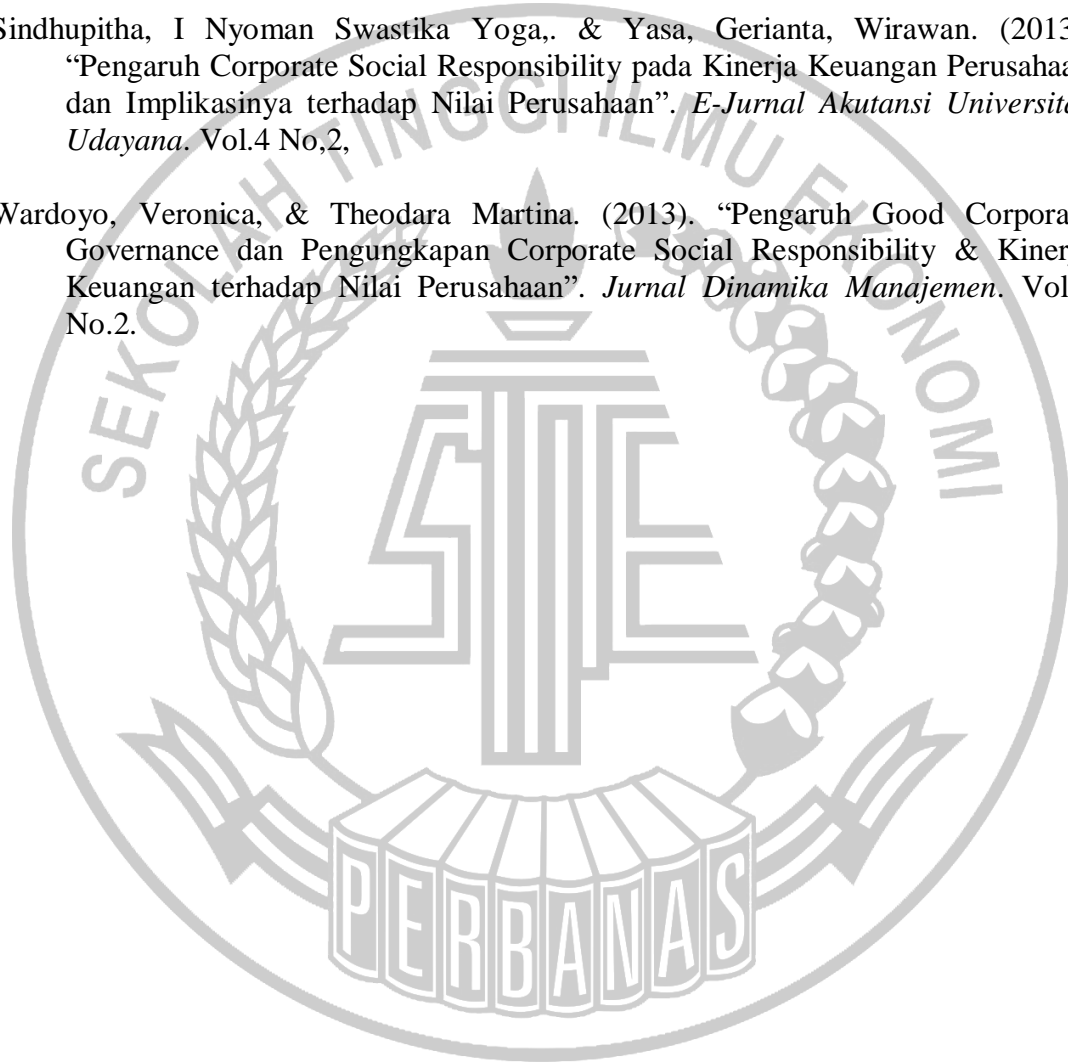 Sindhupitha, I Nyoman Swastika Yoga,. & Yasa, Gerianta, Wirawan. (2013
“Pengaruh Corporate Social Responsibility pada Kinerja Keuangan Perusahaa
dan Implikasinya terhadap Nilai Perusahaan”. E-Jurnal Akutansi Universita
Udayana. Vol.4 No,2,
Wardoyo, Veronica, & Theodara Martina. (2013). “Pengaruh Good Corpora
Governance dan Pengungkapan Corporate Social Responsibility & Kiner
Keuangan terhadap Nilai Perusahaan”. Jurnal Dinamika Manajemen. Vol
No.2.
SEKOLAH TINGGI ILMU EKONOMI
STIE
PERBANAS